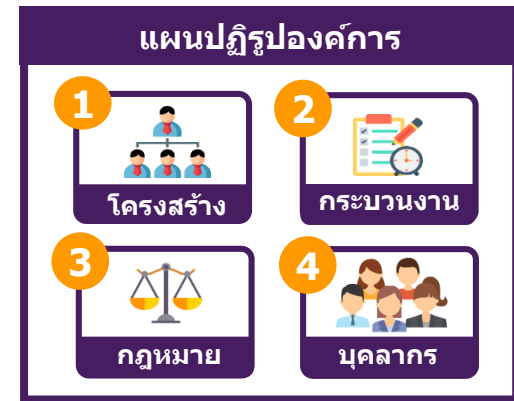 แผนปฏิรูปองค์การ
1
โครงสร้าง
2
กระบวนงาน
3
กฎหมาย
4
บุคลากร